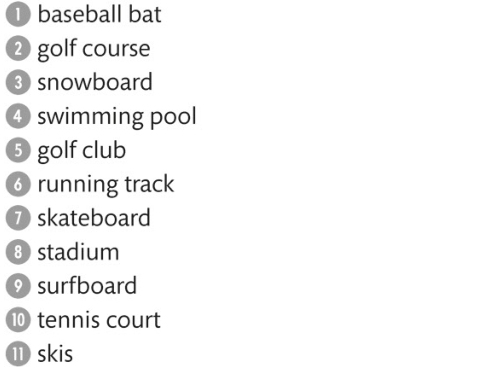 1 baseball bat
2 golf course
3 snowboard
4 swimming pool
5 golf club
6 running track
7 skateboard
8 stadium
9 surfboard
10 tennis court
11 skis